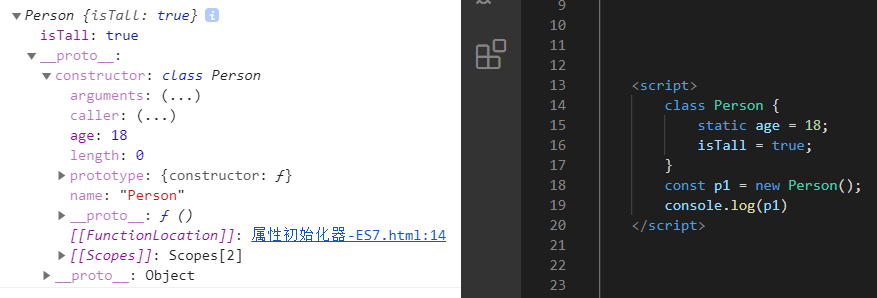 Person {isTall: true} i
isTall: true
__proto__:
constructor: class Person
arguments: (...)
caller: (...)
age: 18
length: 0
prototype: {constructor: ƒ}
name: "Person"
__proto__: ƒ ()
[[FunctionLocation]]: 属性初始化器-ES7.html:14
[[Scopes]]: Scopes[2]
__proto__: Object
9
10
11
12
13 <script>
14 class Person {
15 static age = 18;
16 isTall = true;
17 }
18 const p1 = new Person();
19 console.log(p1)
20 </script>
21
22
23